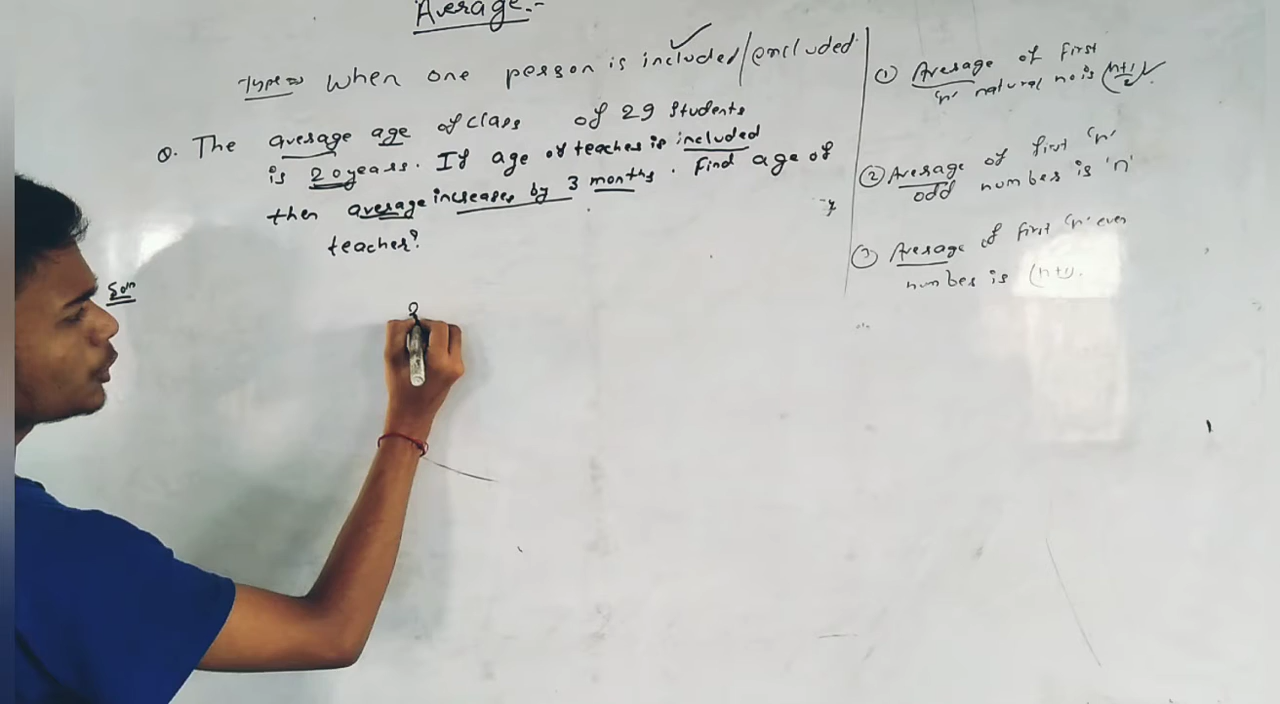 Average:-
Type⇒ When one person is included/excluded
Q. The average age of class of 29 students
is 20 years. If age of teacher is included
then average increases by 3 months. Find age of
teacher?
Soln
① Average of first
'n' natural no is (n+1/2)
② Average of first 'n'
odd numbers is 'n'
③ Average of first 'n' even
numbers is (n+1).